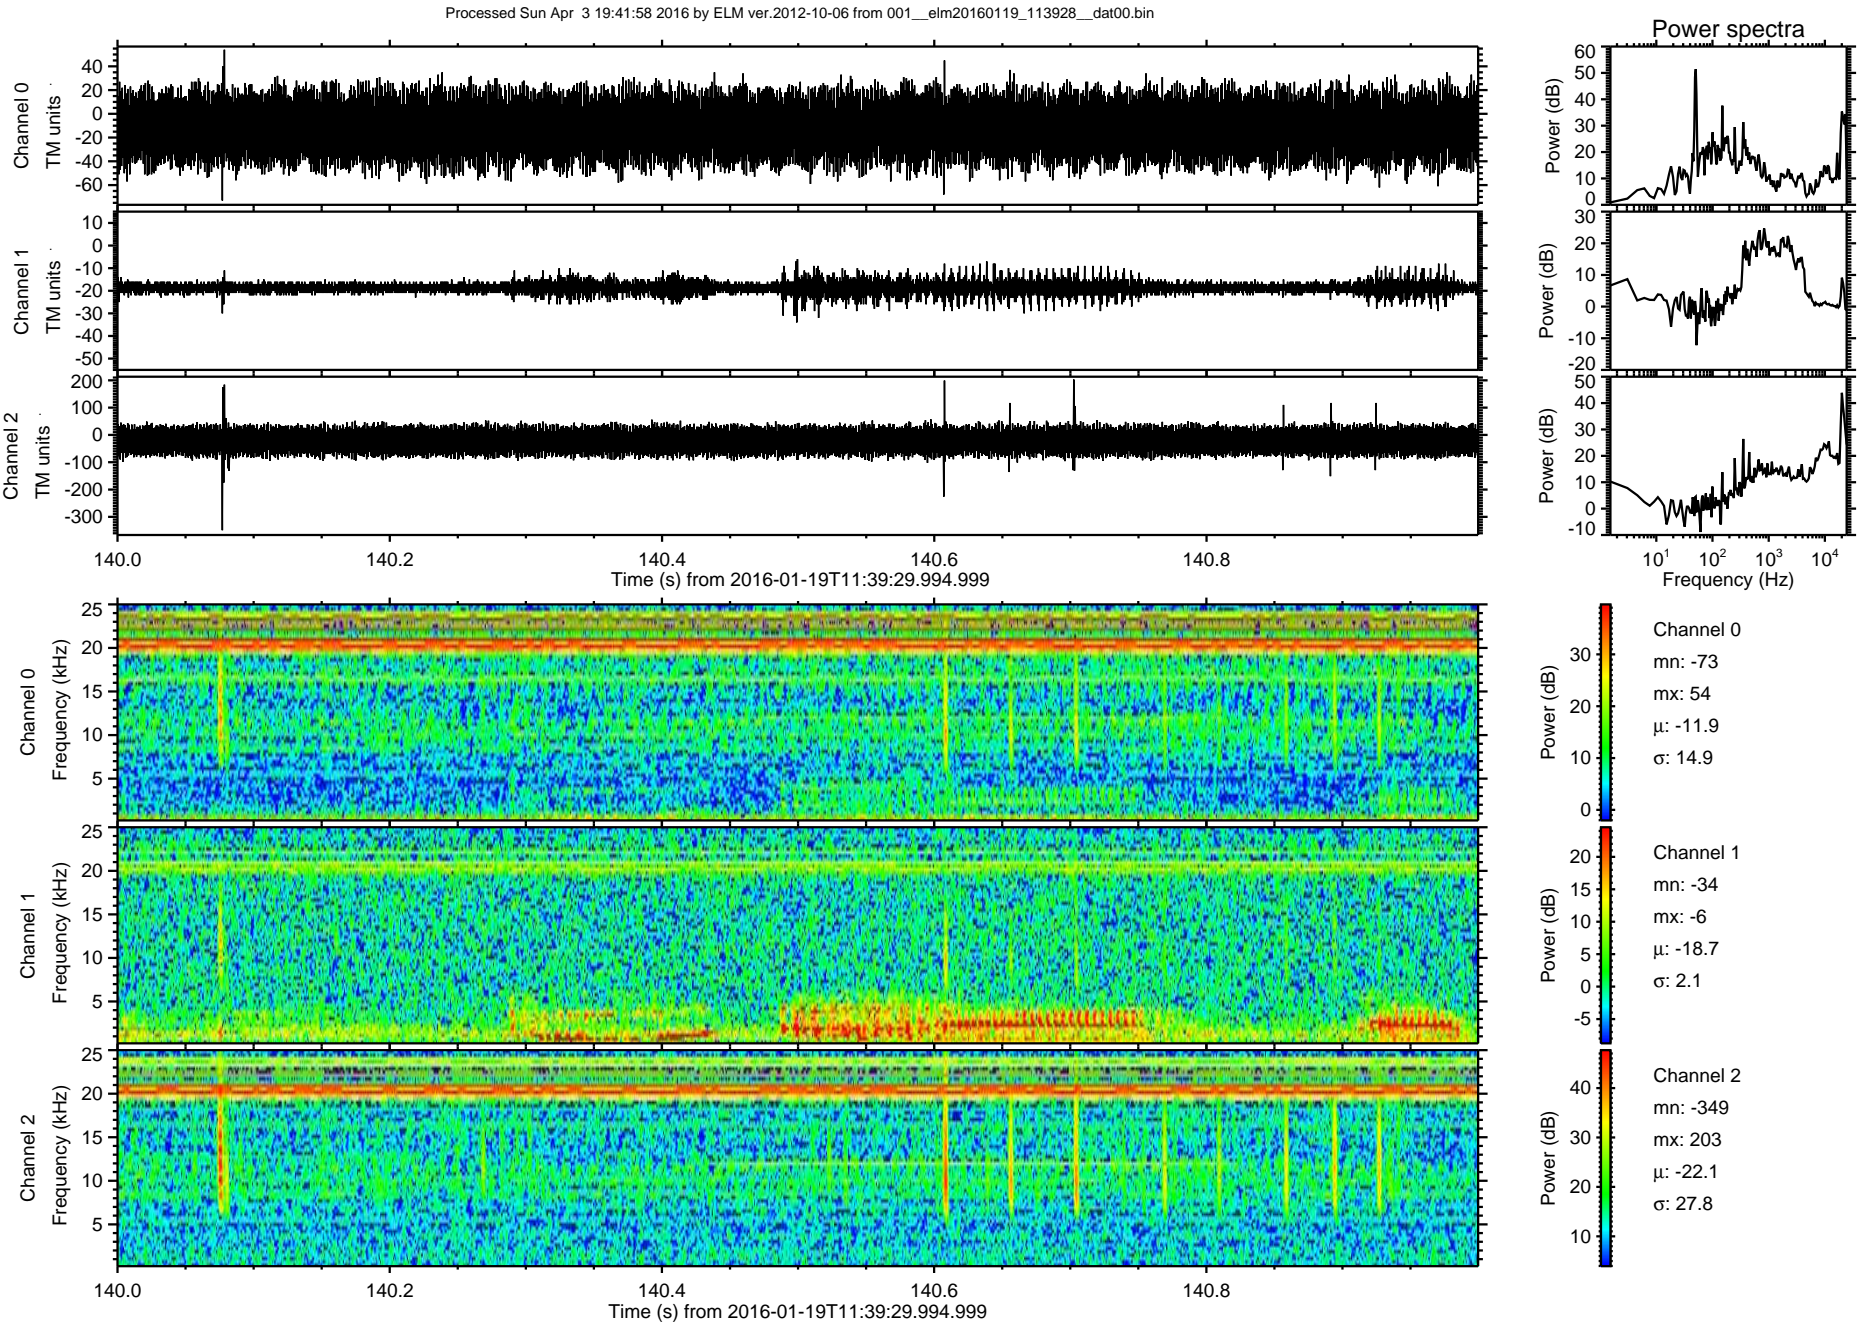 Processed Sun Apr  3 19:41:58 2016 by ELM ver.2012-10-06 from 001__elm20160119_113928__dat00.bin
Power spectra
Channel 0
TM units
40
20
0
-20
-40
-60
Power (dB)
60
50
40
30
20
10
0
Channel 1
TM units
10
0
-10
-20
-30
-40
-50
Power (dB)
30
20
10
0
-10
-20
Channel 2
TM units
200
100
0
-100
-200
-300
Power (dB)
50
40
30
20
10
0
-10
140.0 140.2 140.4 140.6 140.8
Time (s) from 2016-01-19T11:39:29.994.999
10^1 10^2 10^3 10^4
Frequency (Hz)
Channel 0
Frequency (kHz)
25
20
15
10
5
Power (dB)
30
20
10
0
Channel 0
mn: -73
mx: 54
μ: -11.9
σ: 14.9
Channel 1
Frequency (kHz)
25
20
15
10
5
Power (dB)
20
15
10
5
0
-5
Channel 1
mn: -34
mx: -6
μ: -18.7
σ: 2.1
Channel 2
Frequency (kHz)
25
20
15
10
5
Power (dB)
40
30
20
10
Channel 2
mn: -349
mx: 203
μ: -22.1
σ: 27.8
140.0 140.2 140.4 140.6 140.8
Time (s) from 2016-01-19T11:39:29.994.999